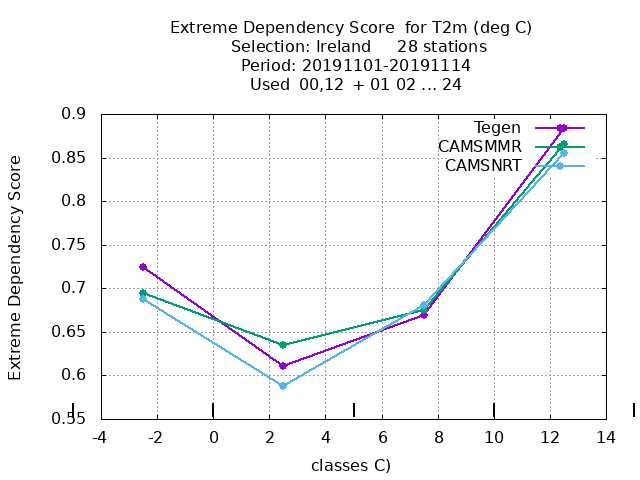 Extreme Dependency Score  for T2m (deg C)
Selection: Ireland     28 stations
Period: 20191101-20191114
Used  00,12  + 01 02 ... 24
0.9
0.85
0.8
0.75
0.7
0.65
0.6
0.55
Extreme Dependency Score
Tegen
CAMSMMR
CAMSNRT
-4
-2
0
2
4
6
8
10
12
14
classes C)